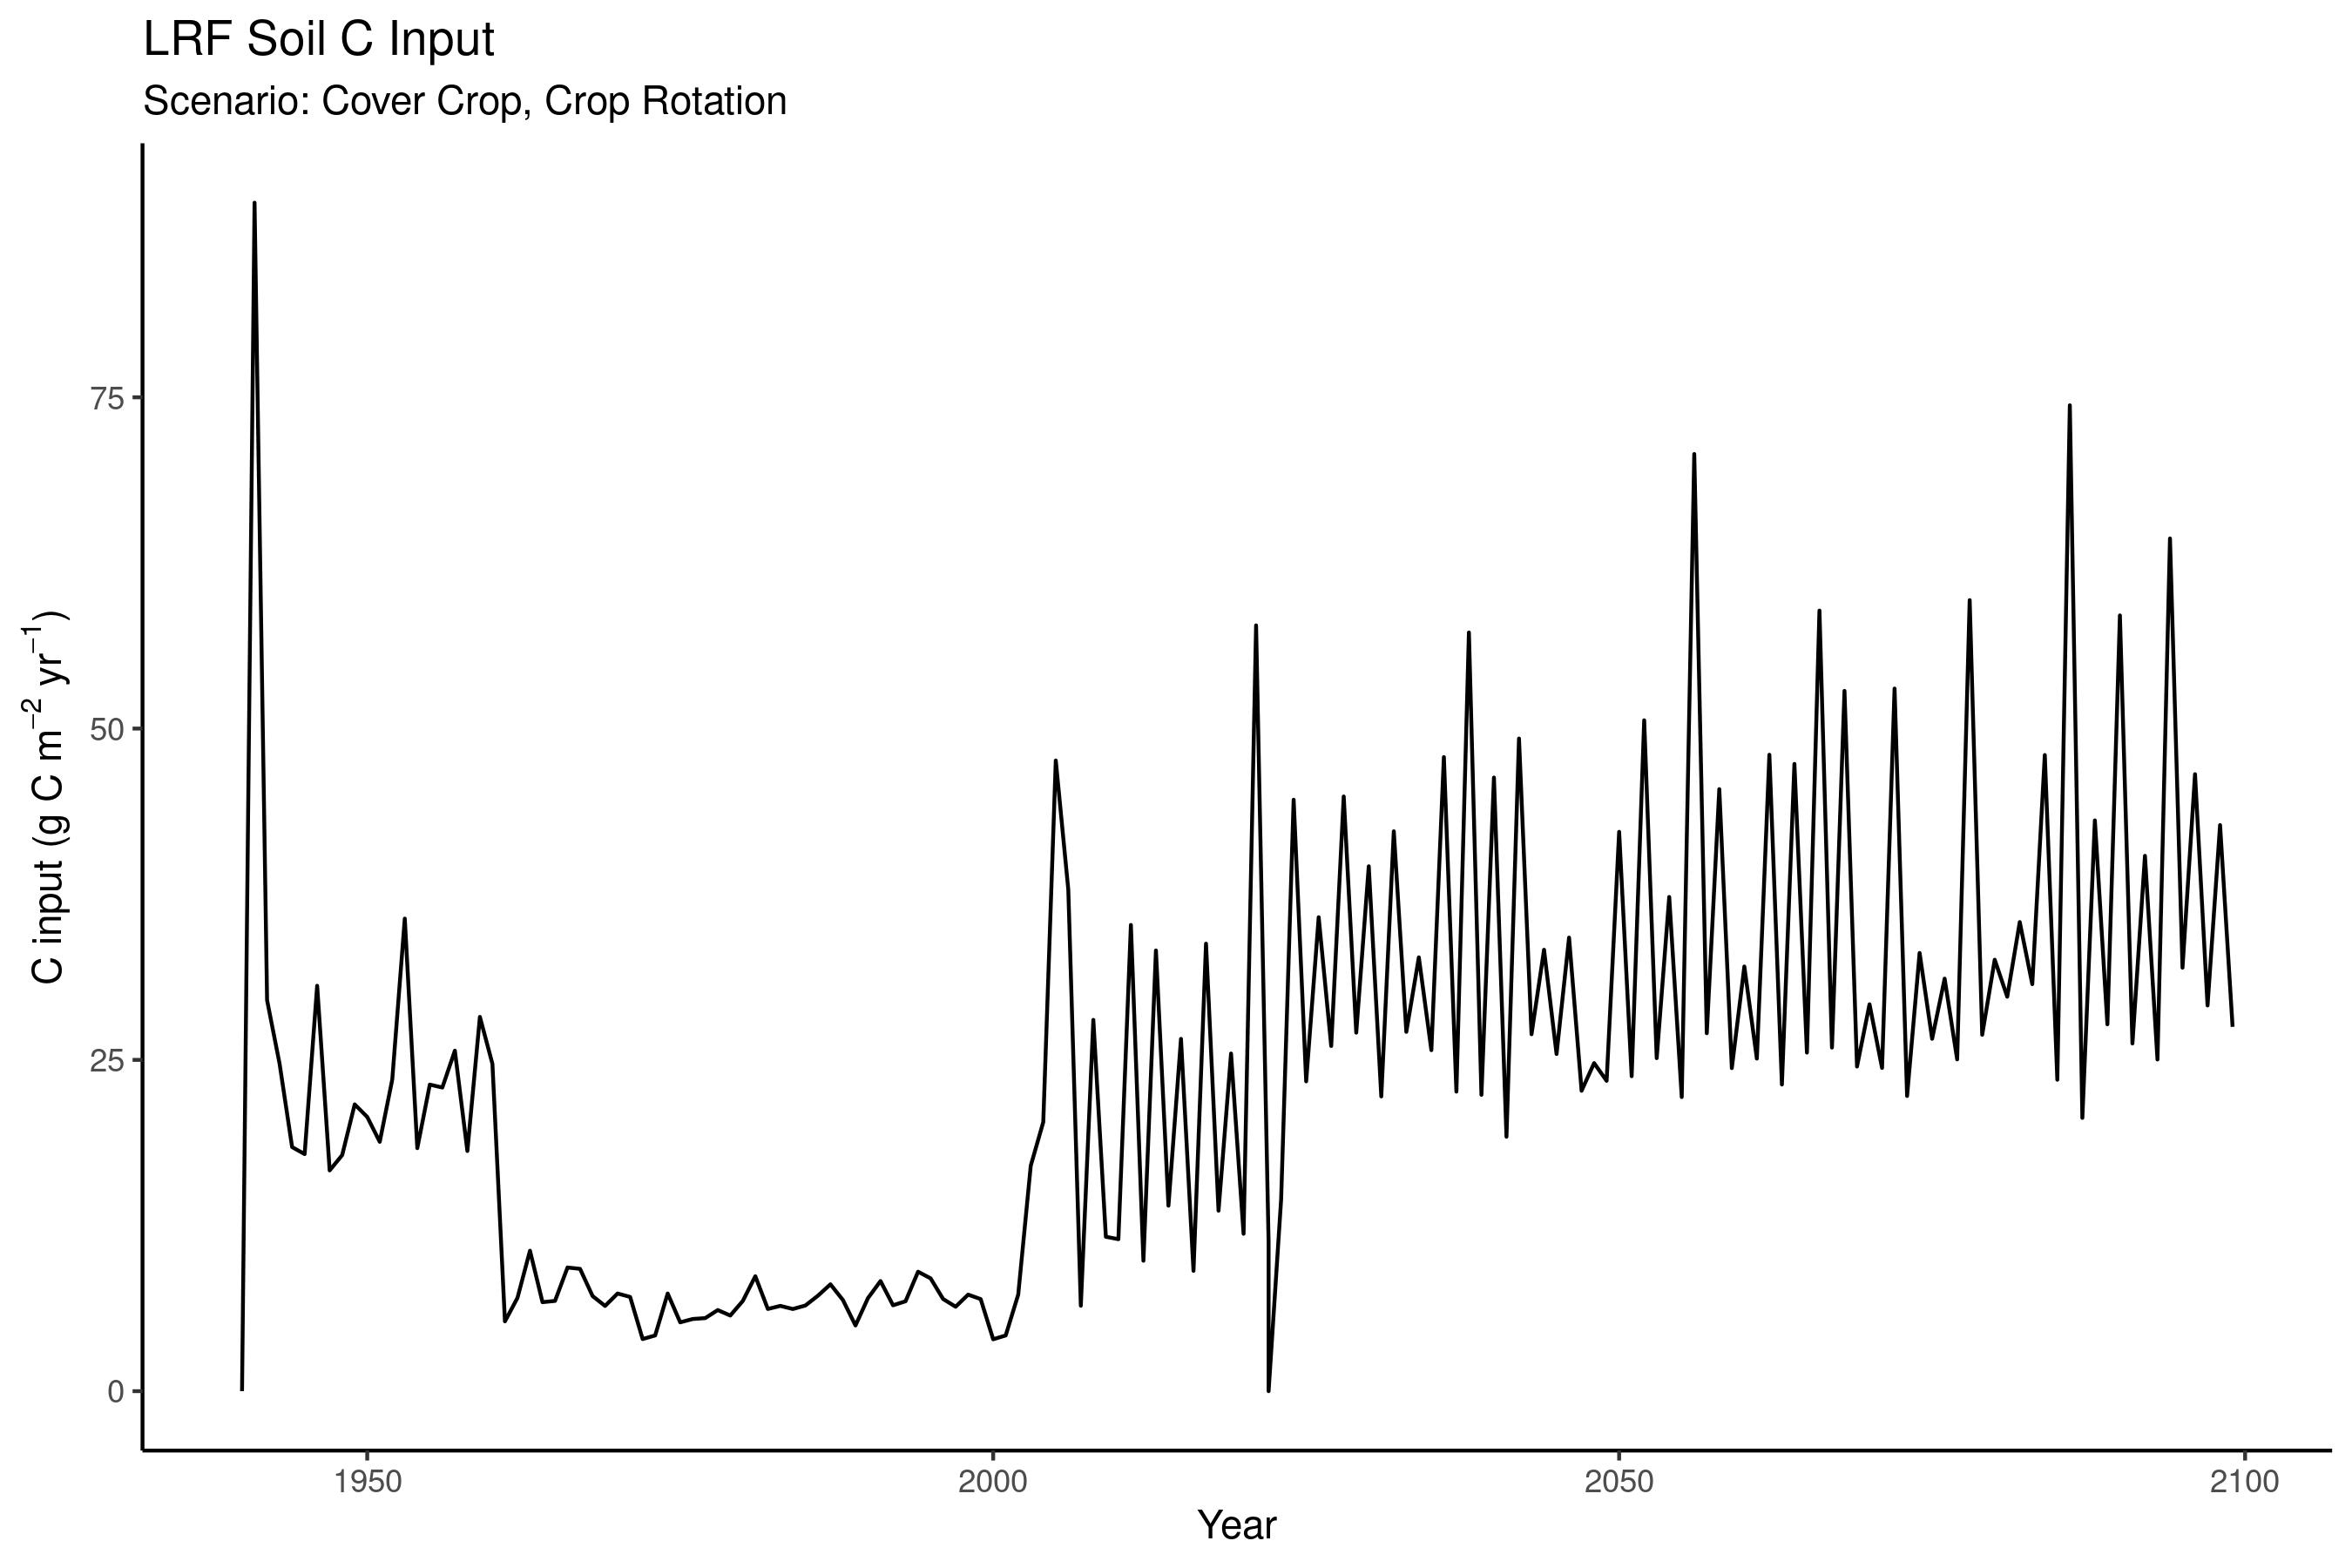 LRF Soil C Input
Scenario: Cover Crop, Crop Rotation
C input (g C m⁻² yr⁻¹)
75
50
25
0
1950
2000
2050
2100
Year